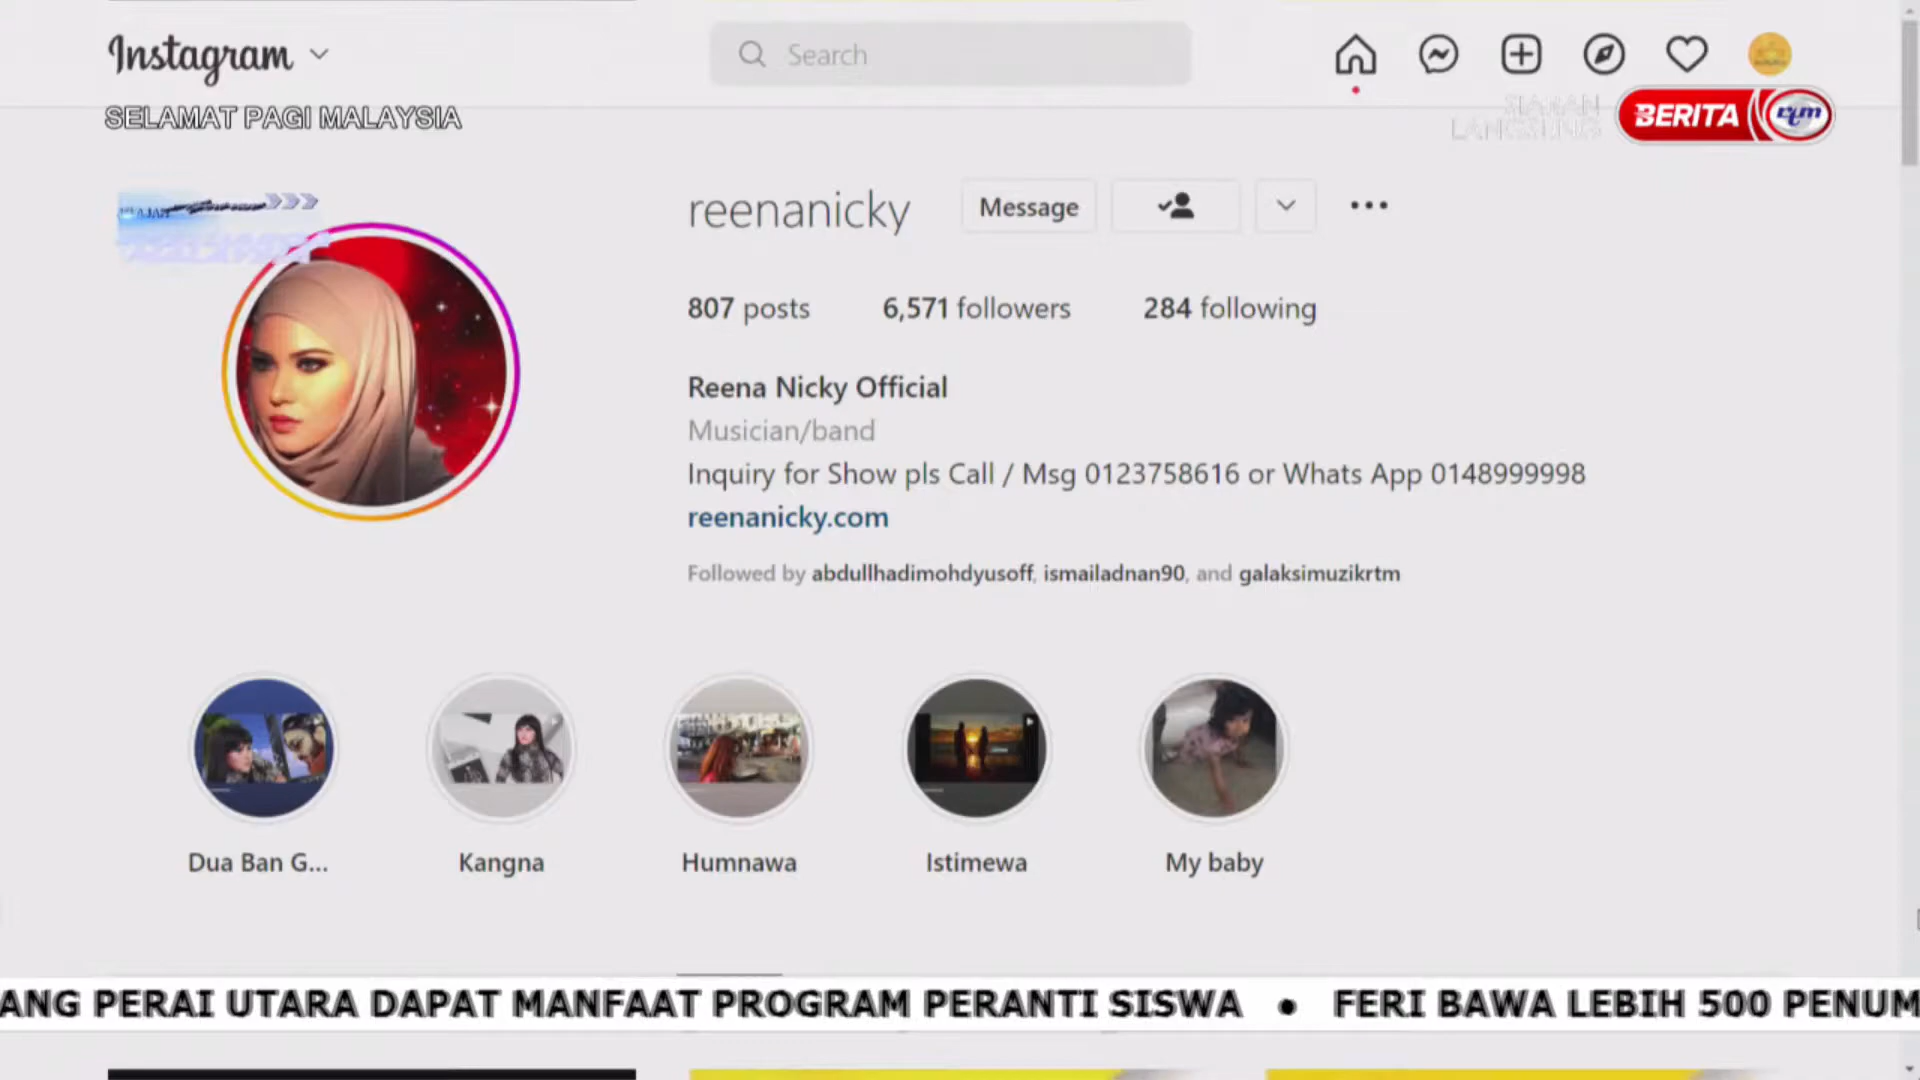 Instagram
Search
SELAMAT PAGI MALAYSIA
SIARAN
LANGSUNG
BERITA rtm
reenanicky
Message
807 posts
6,571 followers
284 following
Reena Nicky Official
Musician/band
Inquiry for Show pls Call / Msg 0123758616 or Whats App 0148999998
reenanicky.com
Followed by abdullhadimohdyusoff, ismailadnan90, and galaksimuzikrtm
Dua Ban G...
Kangna
Humnawa
Istimewa
My baby
ANG PERAI UTARA DAPAT MANFAAT PROGRAM PERANTI SISWA • FERI BAWA LEBIH 500 PENUM